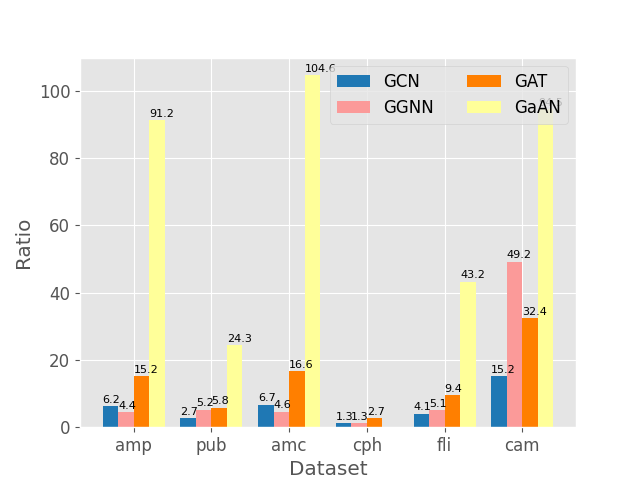 GCN GAT
GGNN GaAN
Ratio
100
80
60
40
20
0
6.2 4.4 15.2 91.2
2.7 5.2 5.8 24.3
6.7 4.6 16.6 104.6
1.3 1.3 2.7
4.1 5.1 9.4 43.2
15.2 49.2 32.4
amp pub amc cph fli cam
Dataset